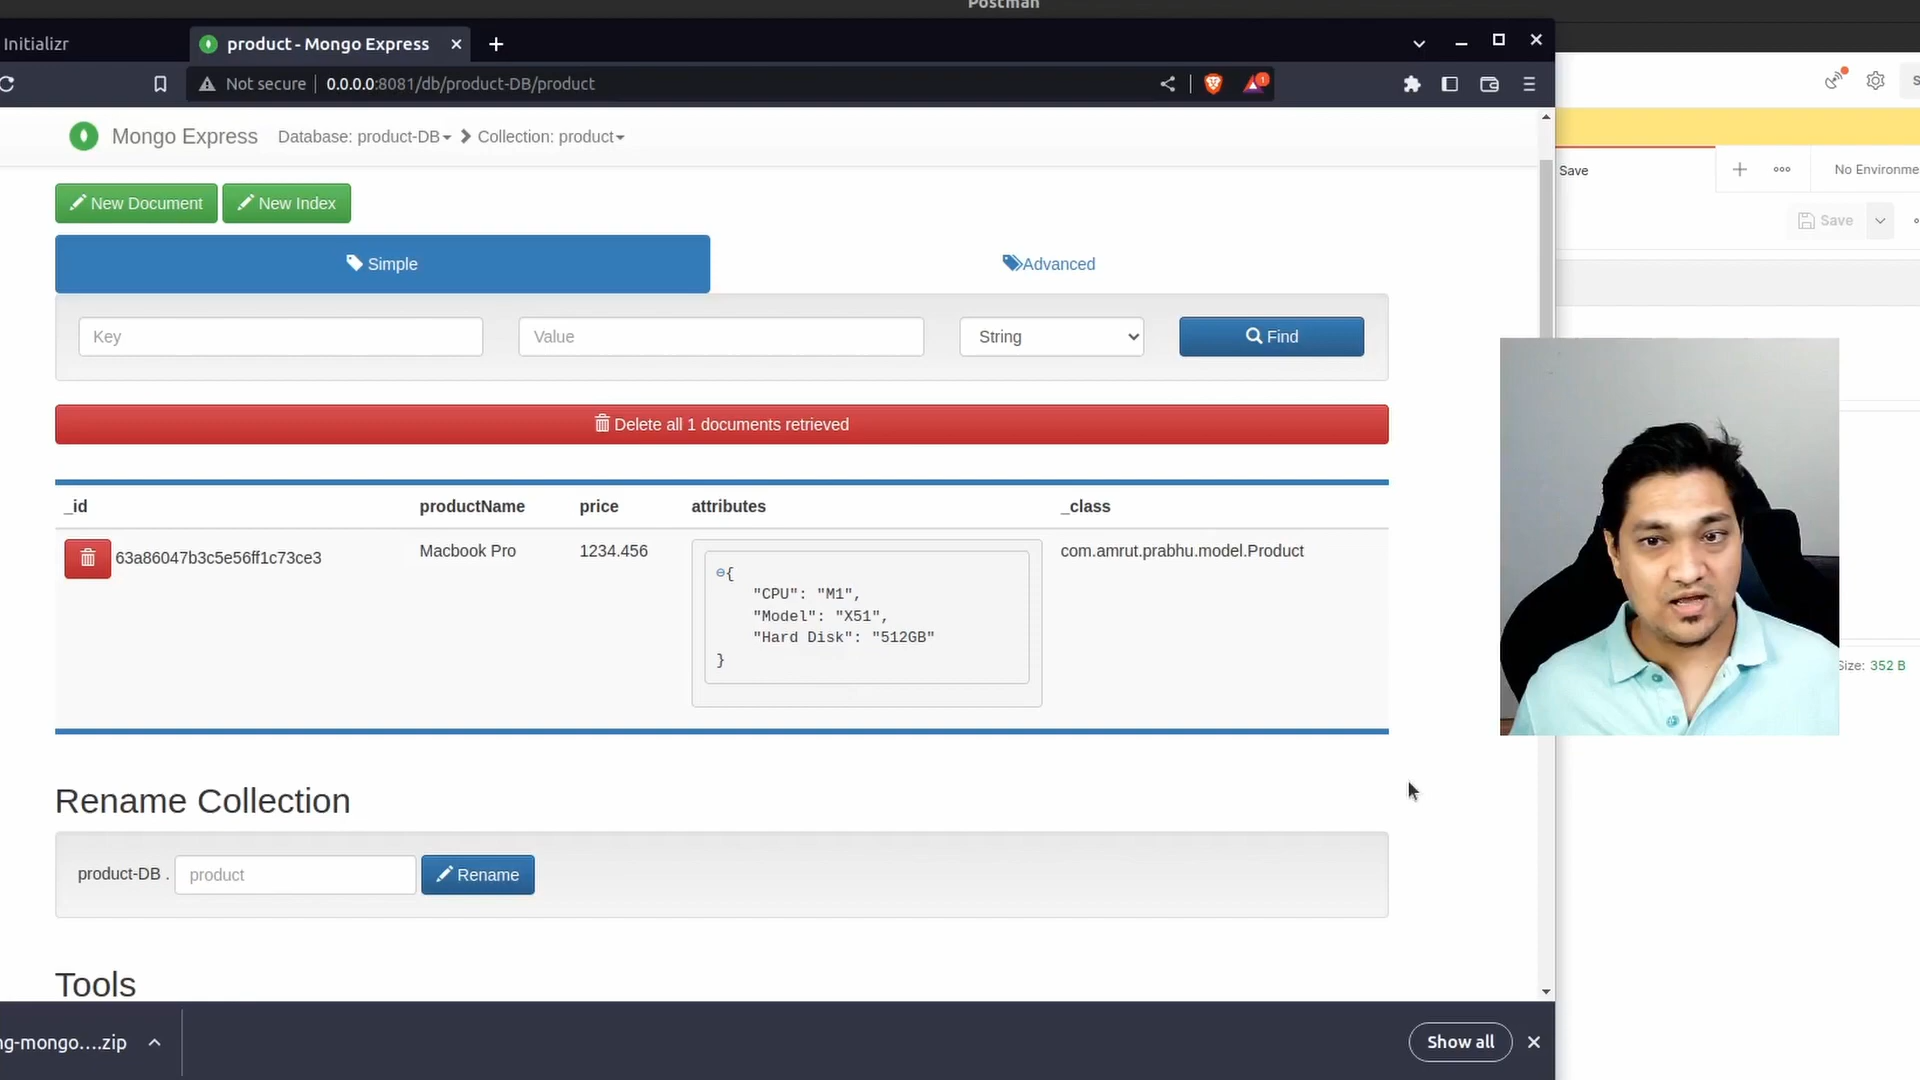 Postman
Initializr
product - Mongo Express
Not secure
0.0.0.0:8081/db/product-DB/product
1
Mongo Express
Database: product-DB
Collection: product
New Document
New Index
Simple
Advanced
Key
Value
String
Find
Delete all 1 documents retrieved
_id
productName
price
attributes
_class
63a86047b3c5e56ff1c73ce3
Macbook Pro
1234.456
{
"CPU": "M1",
"Model": "X51",
"Hard Disk": "512GB"
}
com.amrut.prabhu.model.Product
Rename Collection
product-DB .
product
Rename
Tools
ng-mongo....zip
Show all
Save
No Environme
Save
Size: 352 B